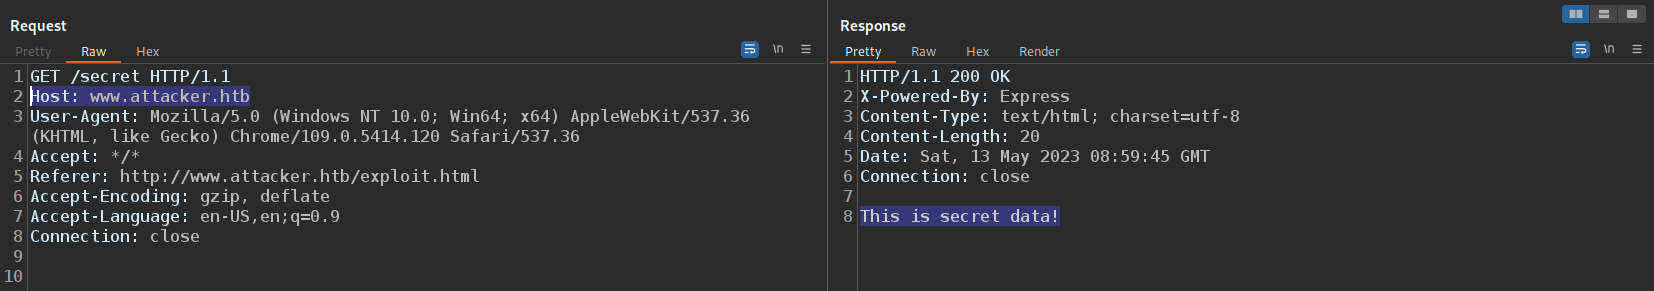 Request
Pretty Raw Hex
\n
1 GET /secret HTTP/1.1
2 Host: www.attacker.htb
3 User-Agent: Mozilla/5.0 (Windows NT 10.0; Win64; x64) AppleWebKit/537.36
(KHTML, like Gecko) Chrome/109.0.5414.120 Safari/537.36
4 Accept: */*
5 Referer: http://www.attacker.htb/exploit.html
6 Accept-Encoding: gzip, deflate
7 Accept-Language: en-US,en;q=0.9
8 Connection: close
9
10
Response
Pretty Raw Hex Render
\n
1 HTTP/1.1 200 OK
2 X-Powered-By: Express
3 Content-Type: text/html; charset=utf-8
4 Content-Length: 20
5 Date: Sat, 13 May 2023 08:59:45 GMT
6 Connection: close
7
8 This is secret data!